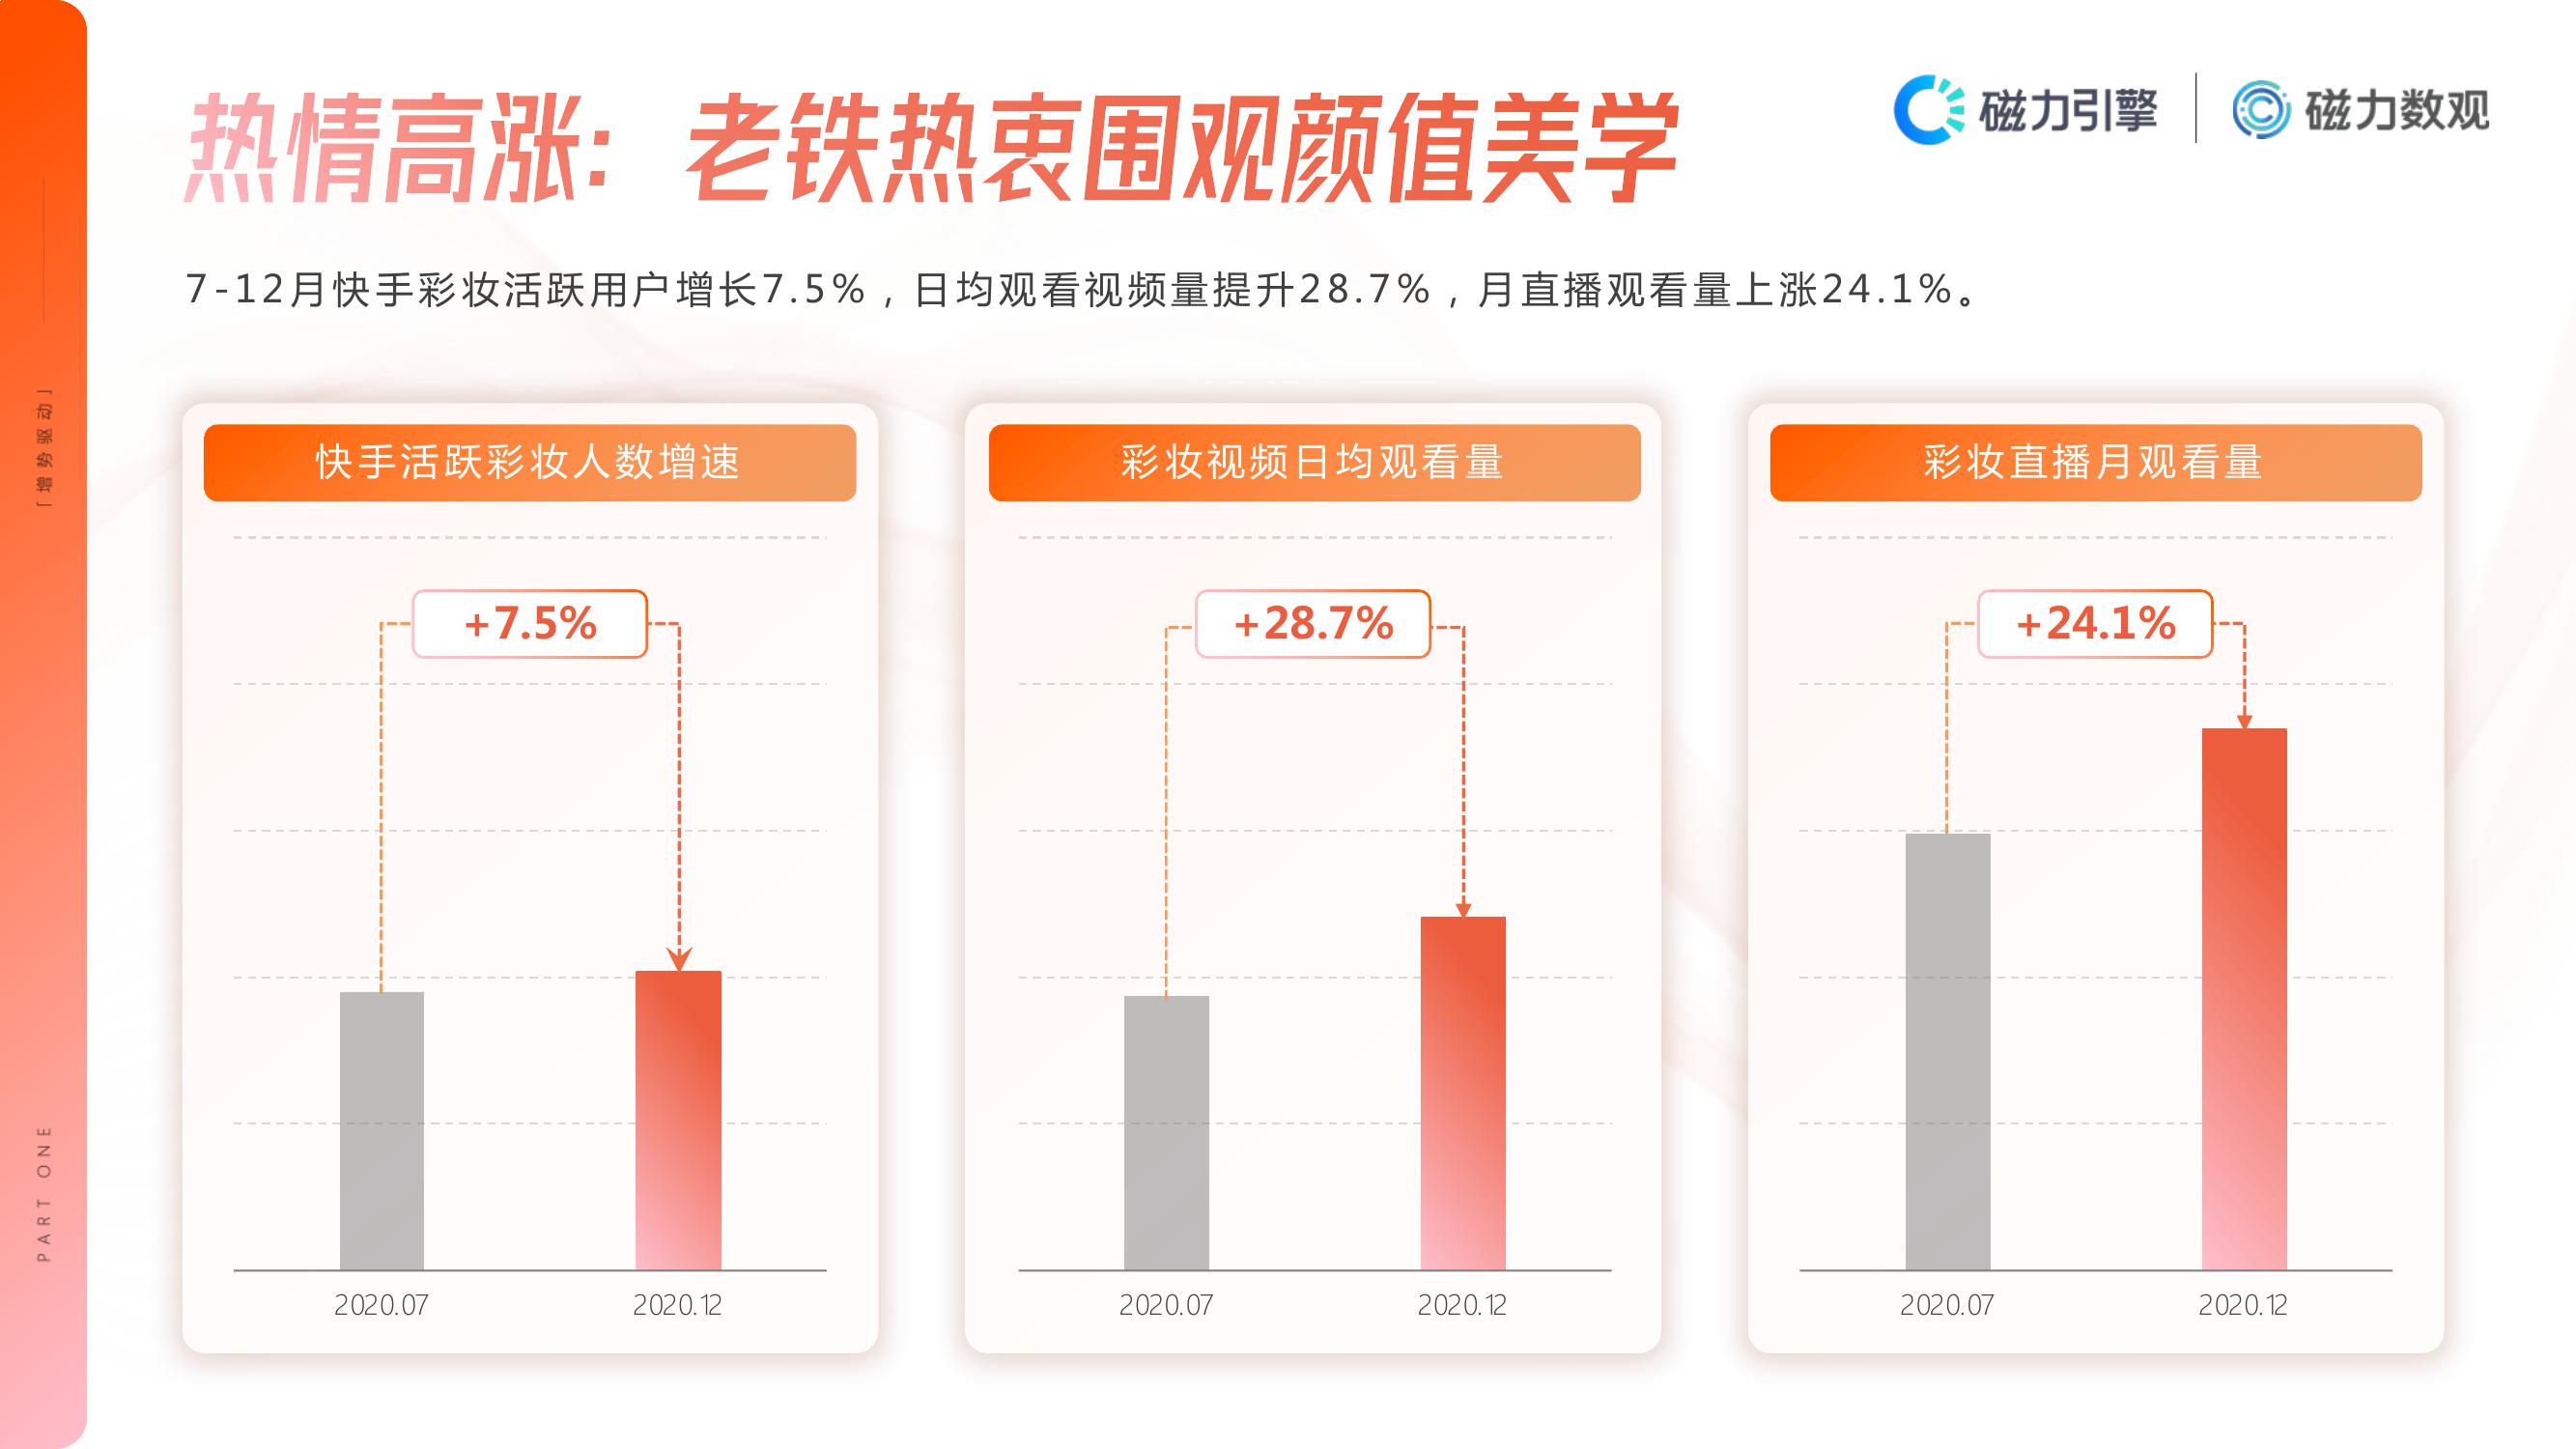 热情高涨：老铁热衷围观颜值美学
磁力引擎
磁力数观
7-12月快手彩妆活跃用户增长7.5%，日均观看视频量提升28.7%，月直播观看量上涨24.1%。
「增势驱动」
PART ONE
快手活跃彩妆人数增速
+7.5%
2020.07
2020.12
彩妆视频日均观看量
+28.7%
2020.07
2020.12
彩妆直播月观看量
+24.1%
2020.07
2020.12